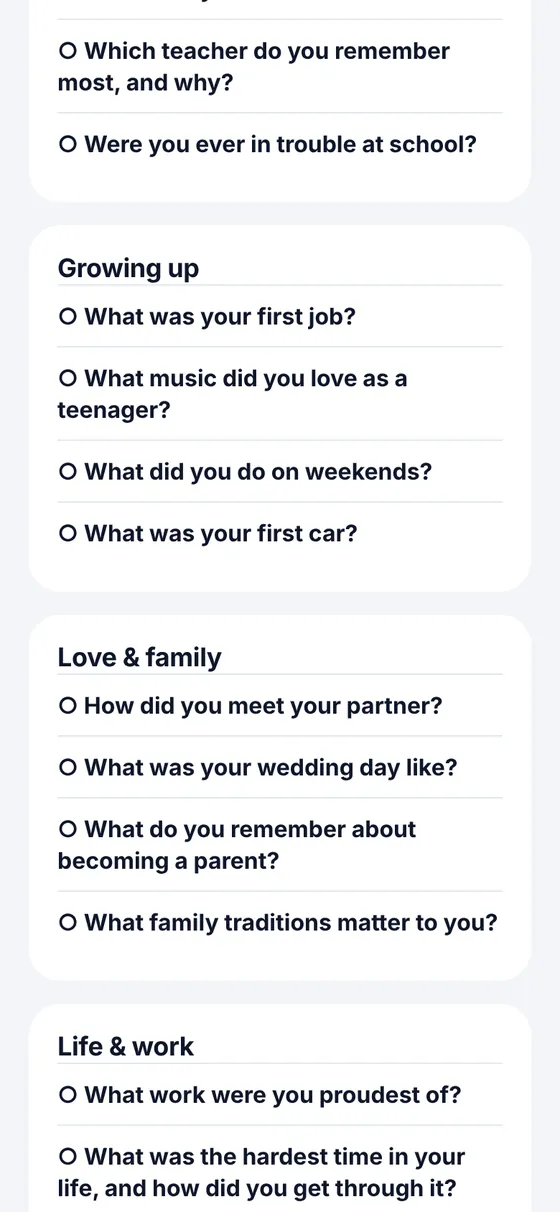 ○ Which teacher do you remember
most, and why?
○ Were you ever in trouble at school?
Growing up
○ What was your first job?
○ What music did you love as a
teenager?
○ What did you do on weekends?
○ What was your first car?
Love & family
○ How did you meet your partner?
○ What was your wedding day like?
○ What do you remember about
becoming a parent?
○ What family traditions matter to you?
Life & work
○ What work were you proudest of?
○ What was the hardest time in your
life, and how did you get through it?